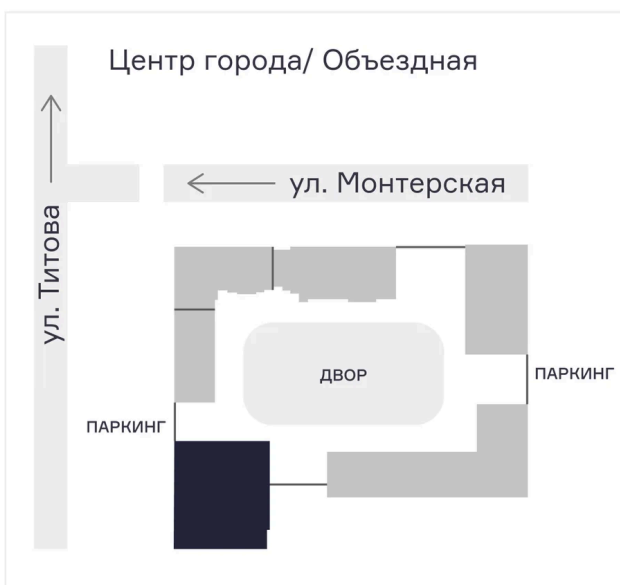 Центр города/ Объездная
ул. Монтерская
ул. Титова
ДВОР
ПАРКИНГ
ПАРКИНГ